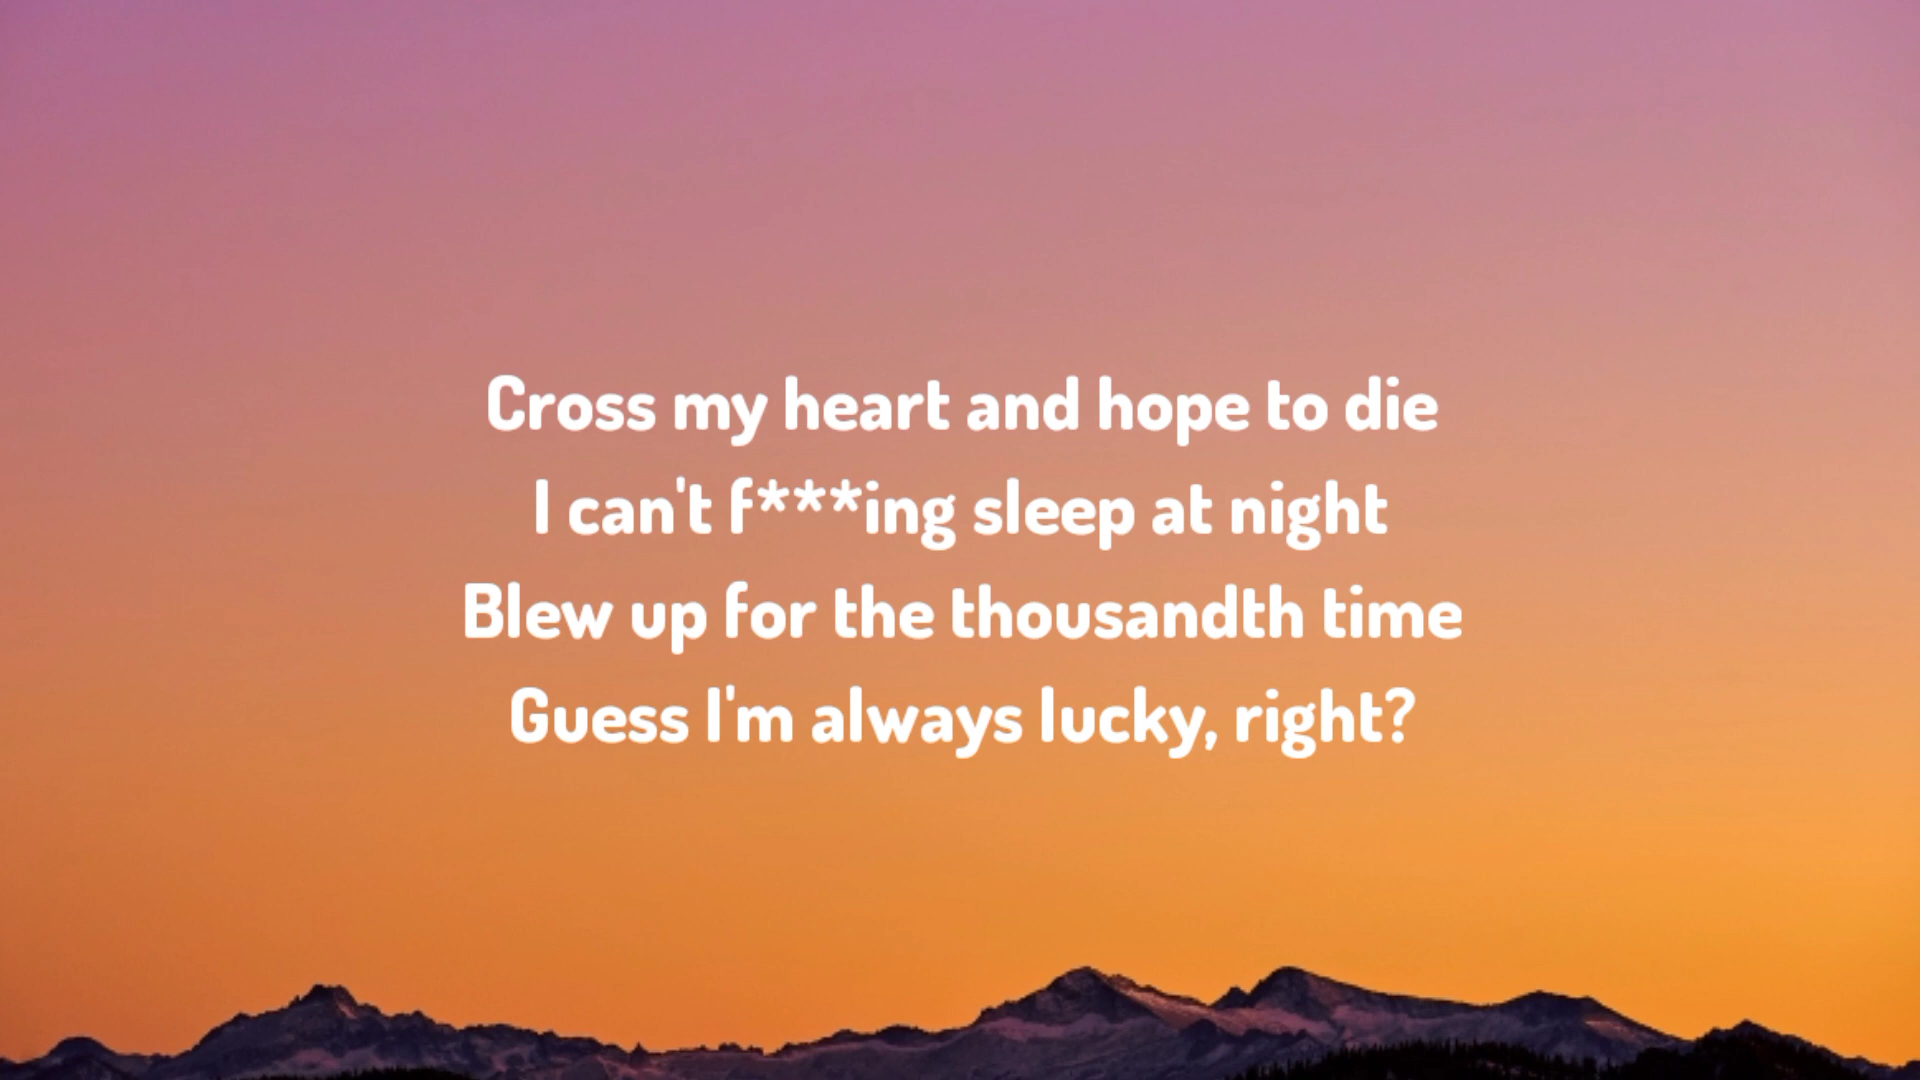 Cross my heart and hope to die
I can't f***ing sleep at night
Blew up for the thousandth time
Guess I'm always lucky, right?